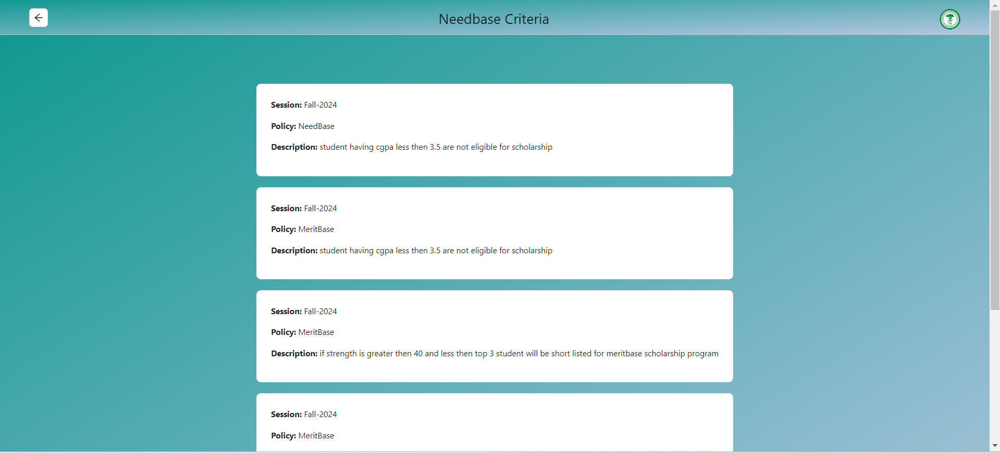 Needbase Criteria
Session: Fall-2024
Policy: NeedBase
Description: student having cgpa less then 3.5 are not eligible for scholarship
Session: Fall-2024
Policy: MeritBase
Description: student having cgpa less then 3.5 are not eligible for scholarship
Session: Fall-2024
Policy: MeritBase
Description: if strength is greater then 40 and less then top 3 student will be short listed for meritbase scholarship program
Session: Fall-2024
Policy: MeritBase